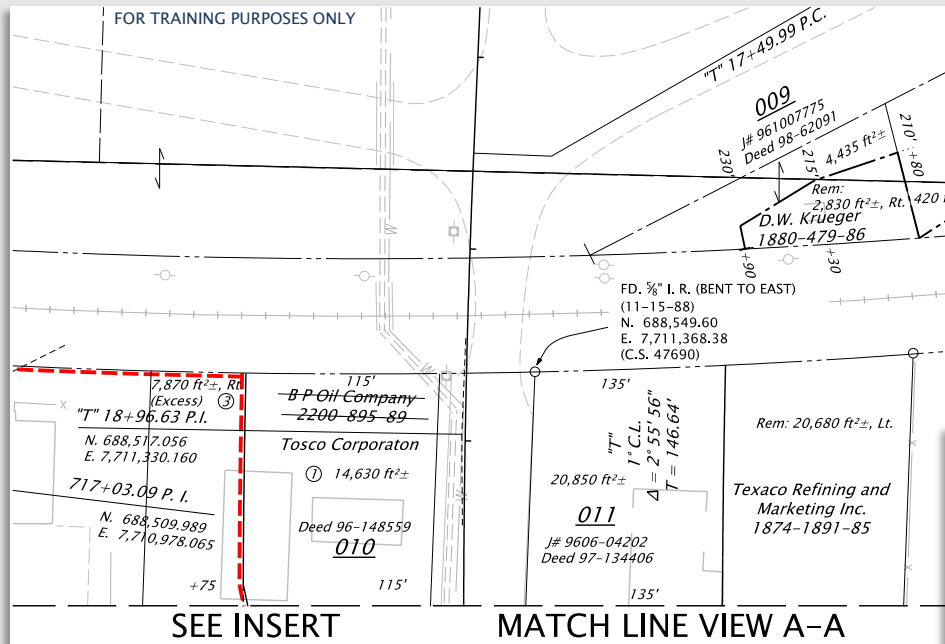 FOR TRAINING PURPOSES ONLY
"T" 17+49.99 P.C.
009
J# 961007775
Deed 98-62091
230'
215'
4,435 ft²±
210'
+80
Rem:
2,830 ft²±, Rt.
420
D.W. Krueger
1880-479-86
+90
+30
W
FD. ⅝" I. R. (BENT TO EAST)
(11-15-88)
N. 688,549.60
E. 7,711,368.38
(C.S. 47690)
W
7,870 ft²±, Rt
(Excess) ③
"T" 18+96.63 P.I.
N. 688,517.056
E. 7,711,330.160
717+03.09 P. I.
N. 688,509.989
E. 7,710,978.065
+75
115'
B P Oil Company
2200-895-89
Tosco Corporaton
① 14,630 ft²±
Deed 96-148559
010
115'
W
135'
"T"
1° C.L.
Δ = 2° 55' 56"
T = 146.64'
20,850 ft²±
011
J# 9606-04202
Deed 97-134406
135'
Rem: 20,680 ft²±, Lt.
Texaco Refining and
Marketing Inc.
1874-1891-85
SEE INSERT
MATCH LINE VIEW A-A